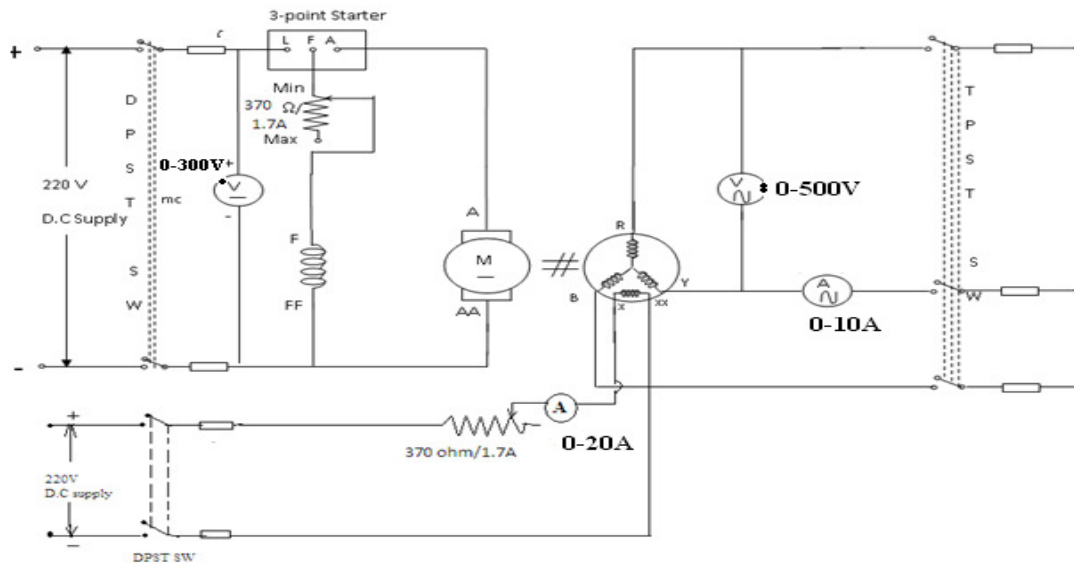 3-point Starter
L F A
+
D P S T S W
220 V
D.C Supply
mc
0-300V+
V
-
Min
370 Ω/
1.7A
Max
F
FF
A
M
AA
-
R
Y
B
X
XX
V
0-500V
A
0-10A
T P S T S W
+
220V
D.C supply
-
DPST SW
370 ohm/1.7A
A
0-20A